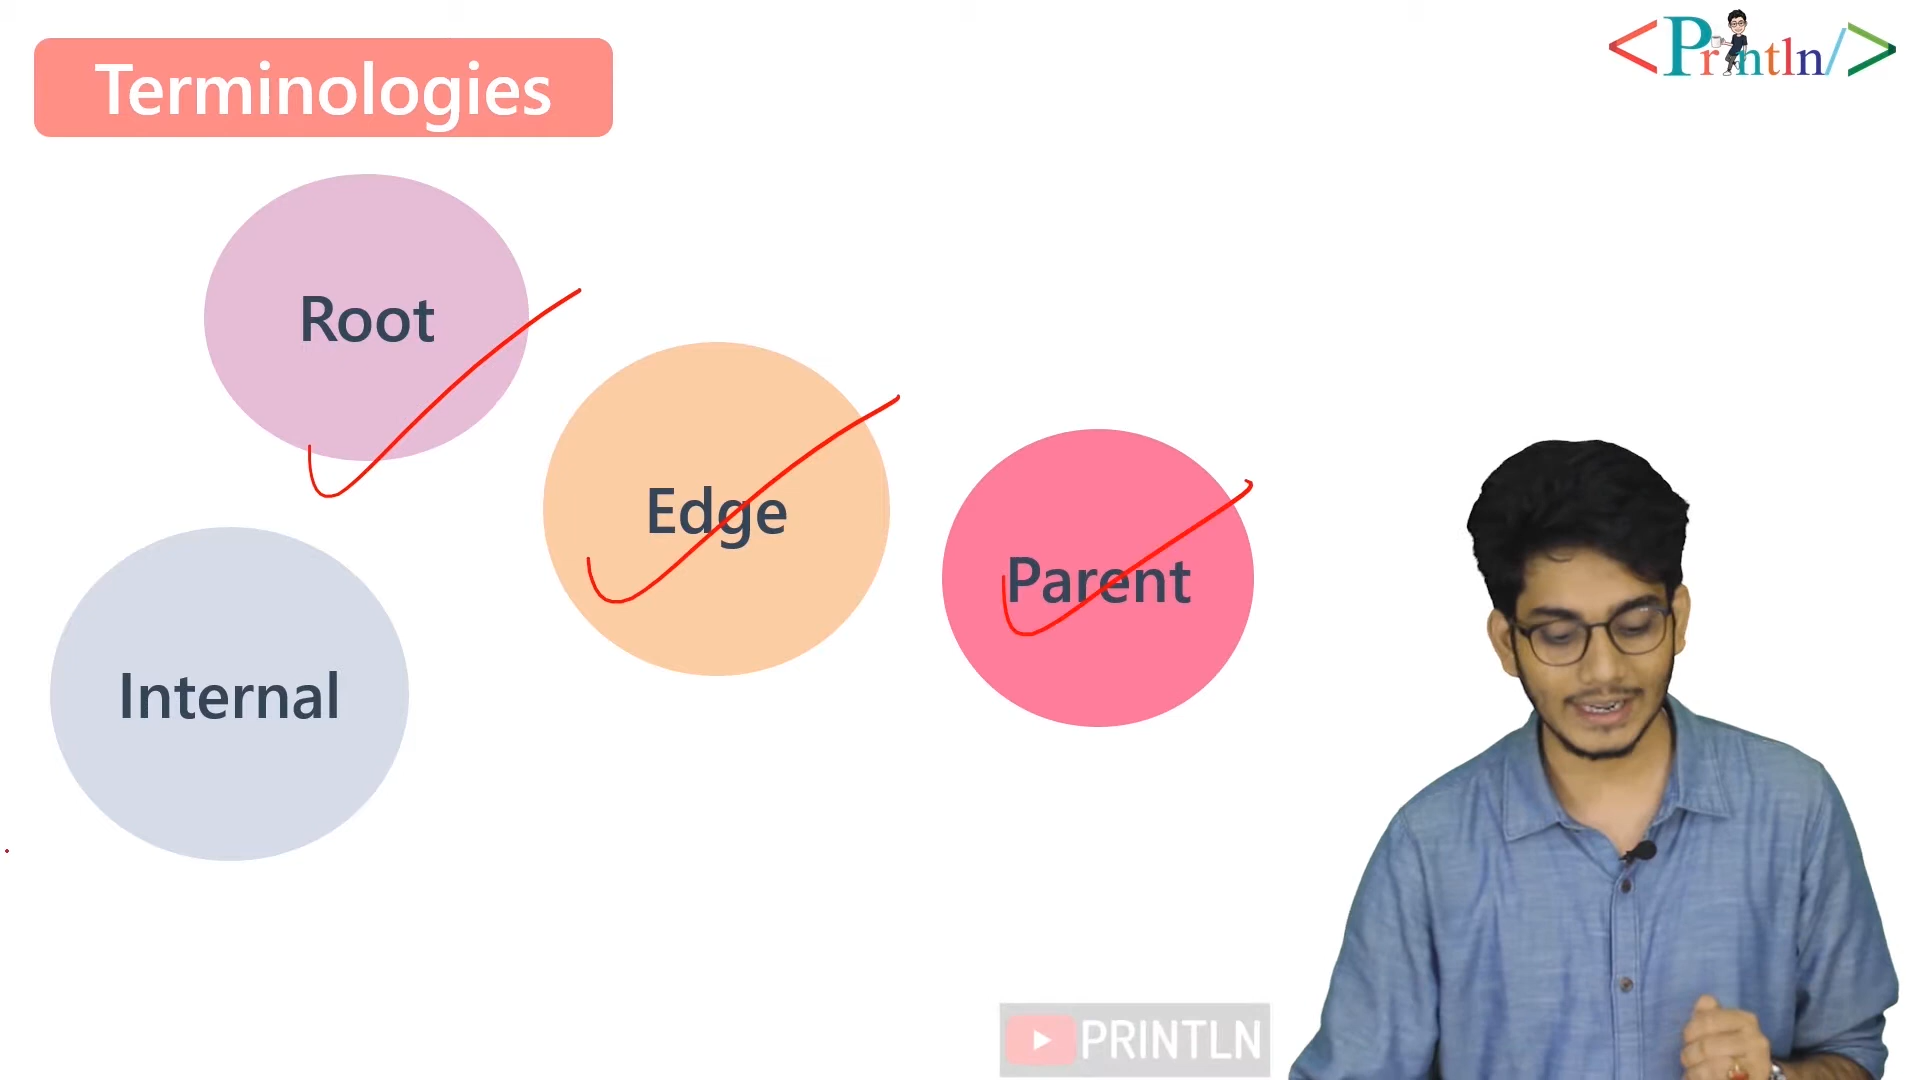 Terminologies
<Println/>
Root
Edge
Parent
Internal
PRINTLN